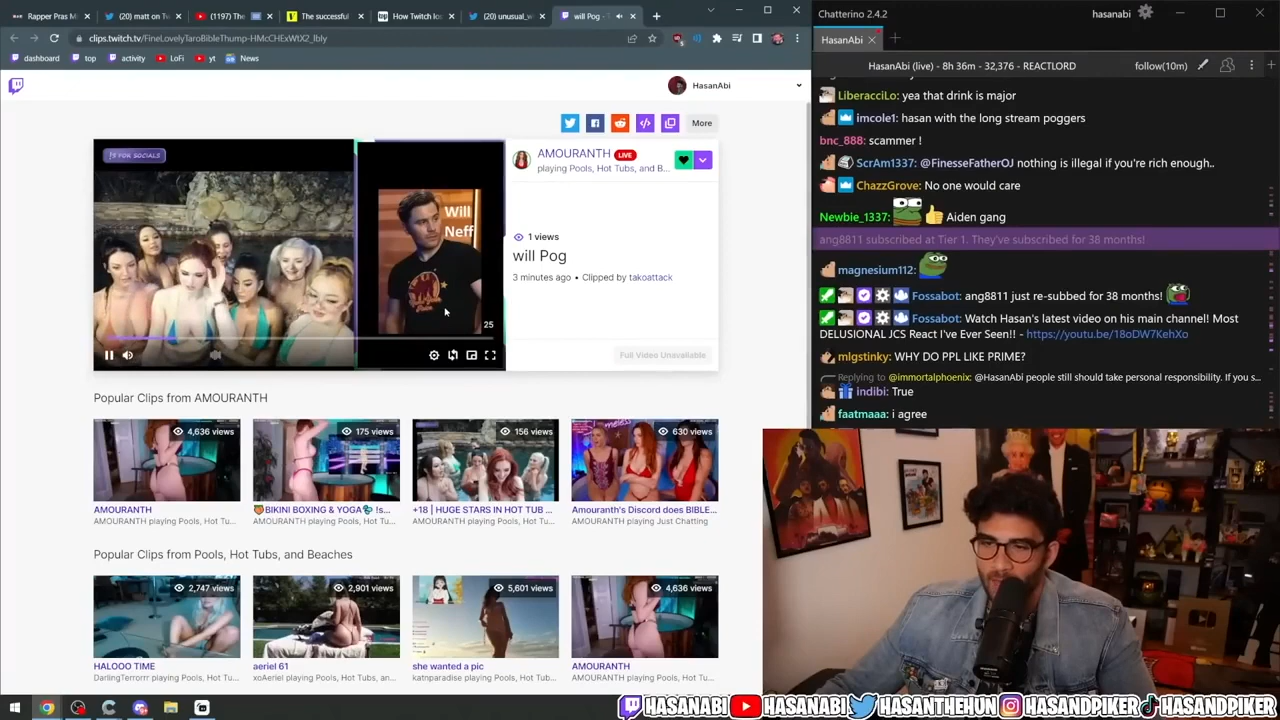 Rapper Pras Mi
(20) matt on Tw
(1197) The
The successful
How Twitch lo
(20) unusual_w
will Pog - T
clips.twitch.tv/FineLovelyTaroBibleThump-HMcCHExWtX2_Ibly
dashboard
top
activity
LoFi
yt
News
HasanAbi
More
FOR SOCIALS
Will
Neff
25
AMOURANTH LIVE
playing Pools, Hot Tubs, and B...
1 views
will Pog
3 minutes ago • Clipped by takoattack
Full Video Unavailable
Popular Clips from AMOURANTH
4,636 views
175 views
156 views
630 views
AMOURANTH
BIKINI BOXING & YOGA !s...
+18 | HUGE STARS IN HOT TUB ...
Amouranth's Discord does BIBLE...
AMOURANTH playing Pools, Hot Tu...
AMOURANTH playing Pools, Hot Tu...
AMOURANTH playing Pools, Hot Tu...
AMOURANTH playing Just Chatting
Popular Clips from Pools, Hot Tubs, and Beaches
2,747 views
2,901 views
5,601 views
4,636 views
HALOOO TIME
aeriel 61
she wanted a pic
AMOURANTH
DarlingTerrorrr playing Pools, Hot Tu...
xoAeriel playing Pools, Hot Tubs, an...
katnparadise playing Pools, Hot Tub...
AMOURANTH playing Pools, Hot Tu...
Chatterino 2.4.2
hasanabi
HasanAbi
HasanAbi (live) - 8h 36m - 32,376 - REACTLORD
follow(10m)
LiberacciLo: yea that drink is major
imcole1: hasan with the long stream poggers
bnc_888: scammer !
ScrAm1337: @FinesseFatherOJ nothing is illegal if you're rich enough..
ChazzGrove: No one would care
Newbie_1337: Aiden gang
ang8811 subscribed at Tier 1. They've subscribed for 38 months!
magnesium112:
Fossabot: ang8811 just re-subbed for 38 months!
Fossabot: Watch Hasan's latest video on his main channel! Most
DELUSIONAL JCS React I've Ever Seen!! - https://youtu.be/18oDW7KehXo
mlgstinky: WHY DO PPL LIKE PRIME?
Replying to @immortalphoenix: @HasanAbi people still should take personal responsibility. If you s...
indibi: True
faatmaaa: i agree
HASANABI
HASANABI
HASANTHEHUN
HASANDPIKER
HASANDPIKER